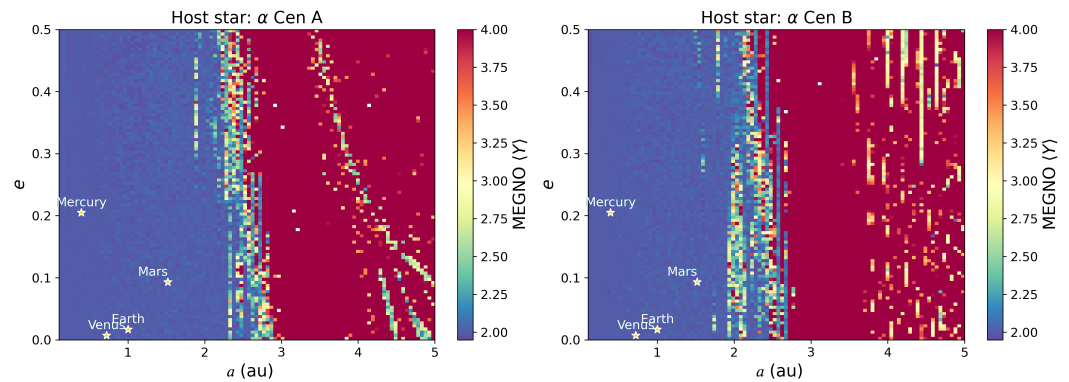 Host star: α Cen A
0.5
0.4
0.3
0.2
0.1
0.0
e
Mercury
Mars
Earth
Venus
1
2
3
4
5
a (au)
4.00
3.75
3.50
3.25
3.00
2.75
2.50
2.25
2.00
MEGNO ⟨Y⟩
Host star: α Cen B
0.5
0.4
0.3
0.2
0.1
0.0
e
Mercury
Mars
Earth
Venus
1
2
3
4
5
a (au)
4.00
3.75
3.50
3.25
3.00
2.75
2.50
2.25
2.00
MEGNO ⟨Y⟩